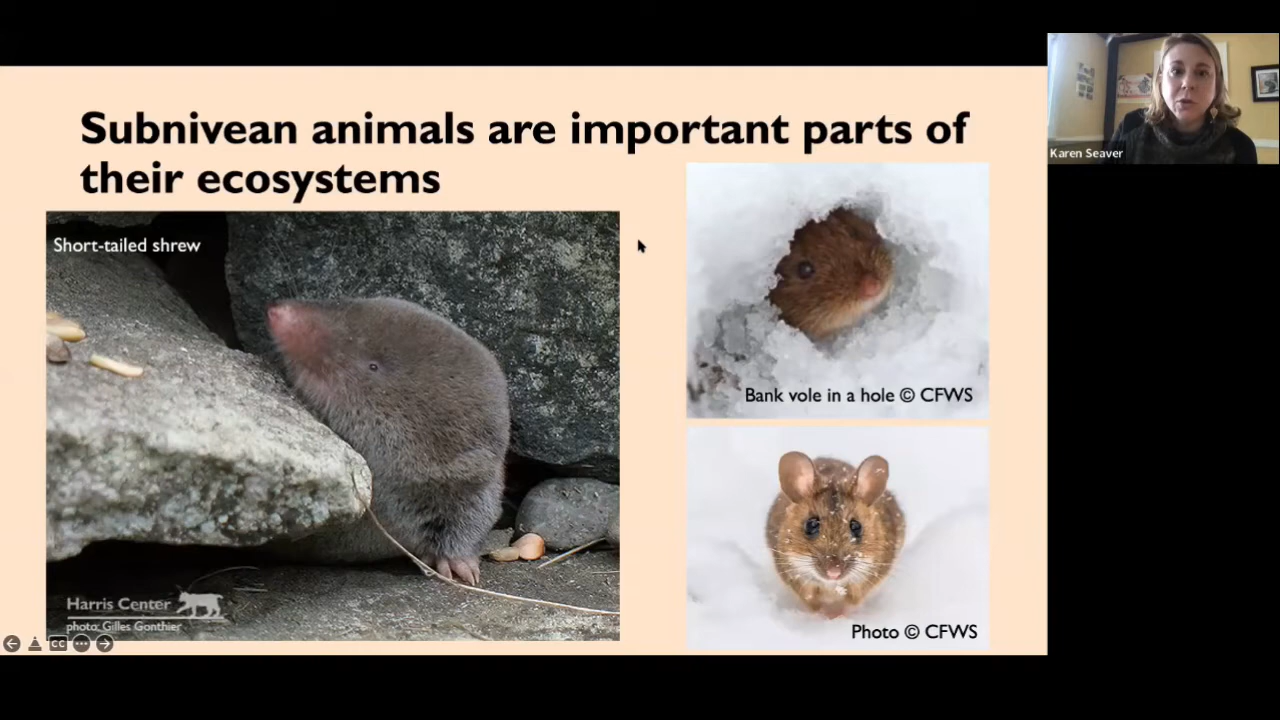 Subnivean animals are important parts of
their ecosystems
Short-tailed shrew
Harris Center
photo: Gilles Gonthier
Bank vole in a hole © CFWS
Photo © CFWS
CC
Karen Seaver